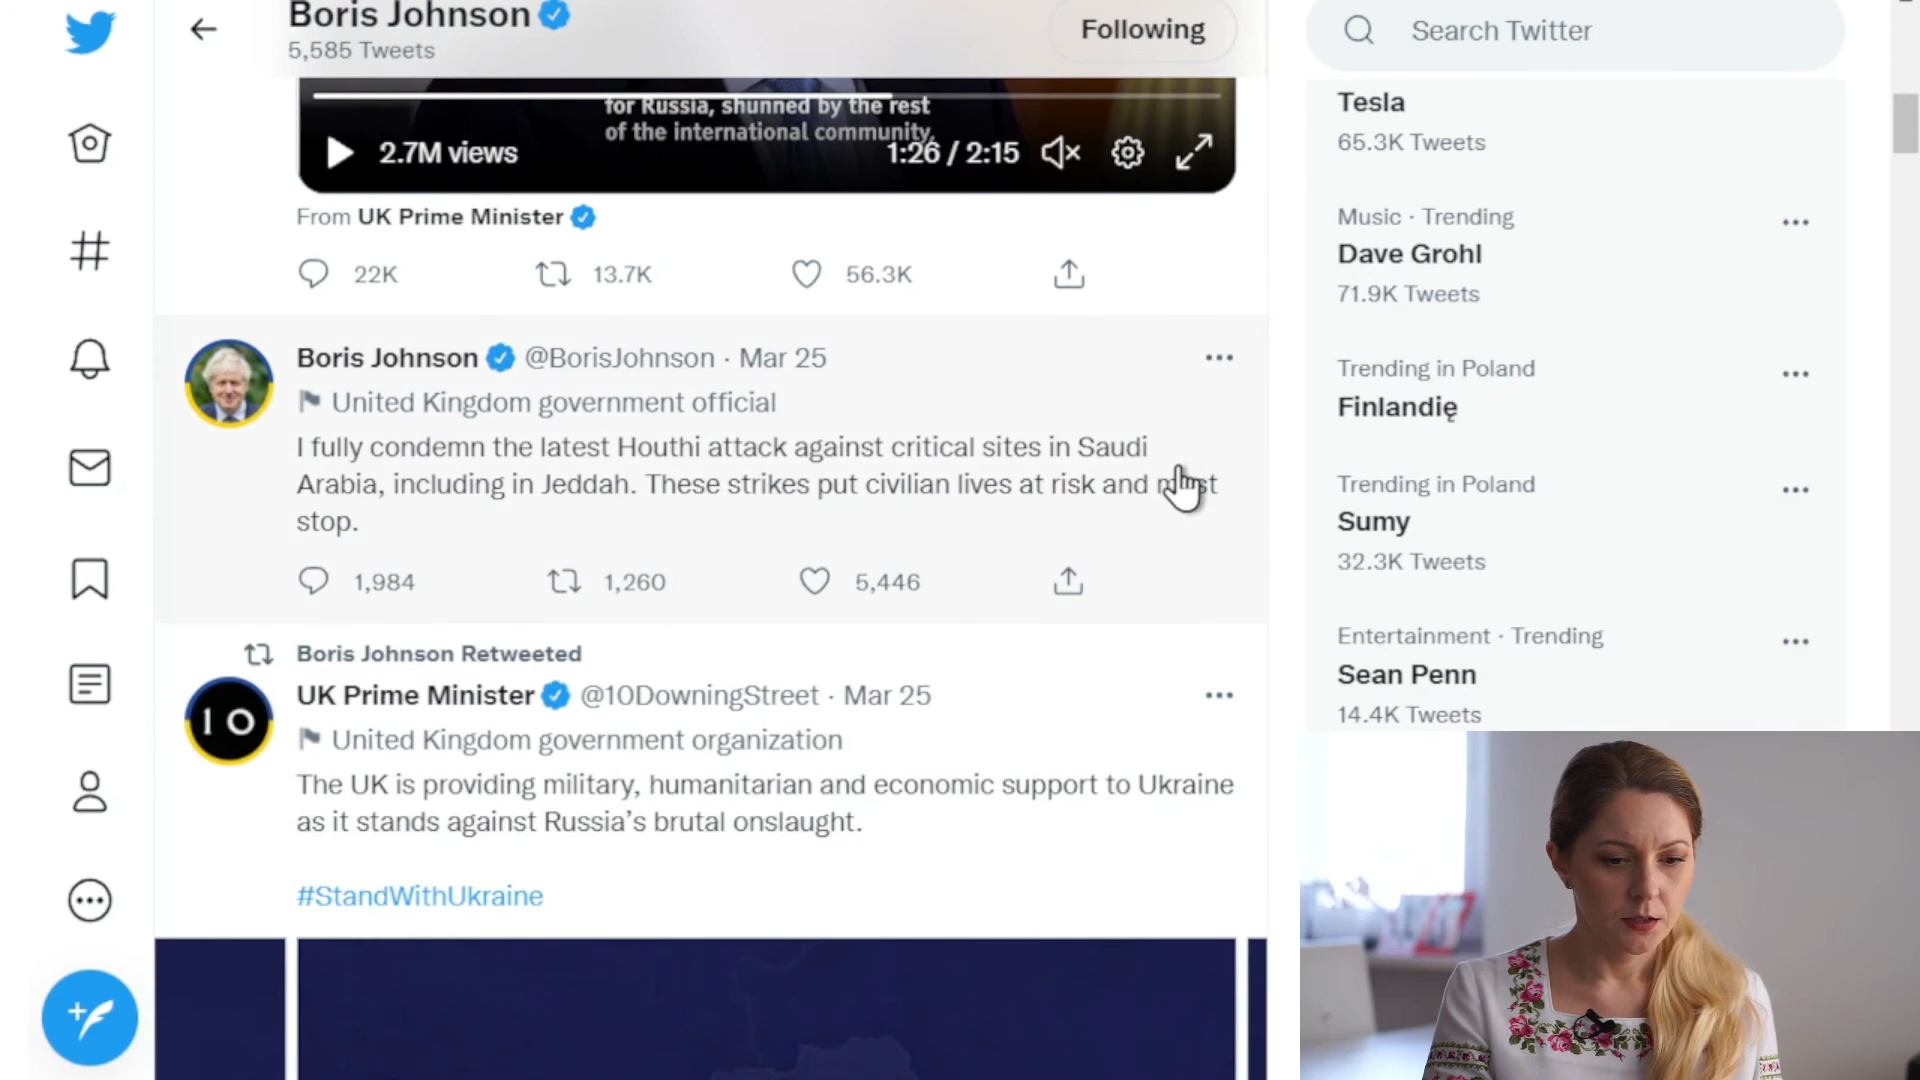 Boris Johnson
5,585 Tweets
Following
Search Twitter
for Russia, shunned by the rest
of the international community,
2.7M views
1:26 / 2:15
From UK Prime Minister
22K
13.7K
56.3K
Boris Johnson @BorisJohnson · Mar 25
United Kingdom government official
I fully condemn the latest Houthi attack against critical sites in Saudi
Arabia, including in Jeddah. These strikes put civilian lives at risk and must
stop.
1,984
1,260
5,446
Boris Johnson Retweeted
10
UK Prime Minister @10DowningStreet · Mar 25
United Kingdom government organization
The UK is providing military, humanitarian and economic support to Ukraine
as it stands against Russia’s brutal onslaught.
#StandWithUkraine
Tesla
65.3K Tweets
Music · Trending
Dave Grohl
71.9K Tweets
Trending in Poland
Finlandię
Trending in Poland
Sumy
32.3K Tweets
Entertainment · Trending
Sean Penn
14.4K Tweets